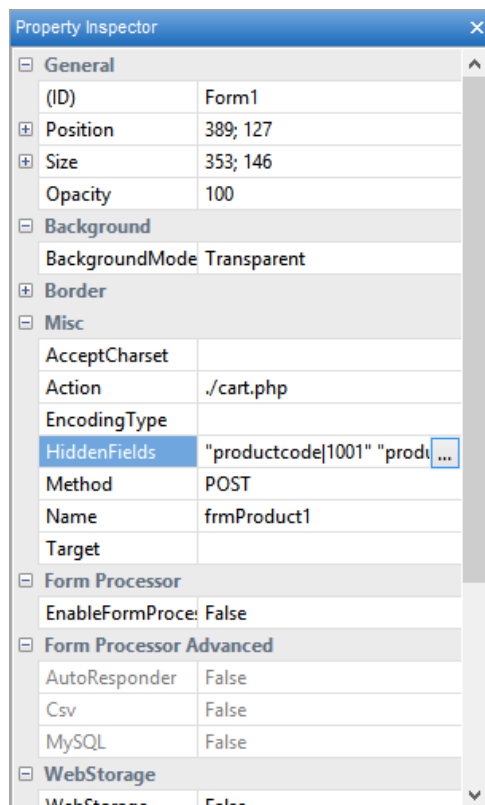 Property Inspector
General
(ID) Form1
Position 389; 127
Size 353; 146
Opacity 100
Background
BackgroundMode Transparent
Border
Misc
AcceptCharset
Action ./cart.php
EncodingType
HiddenFields "productcode|1001" "produ ...
Method POST
Name frmProduct1
Target
Form Processor
EnableFormProces False
Form Processor Advanced
AutoResponder False
Csv False
MySQL False
WebStorage
WebStorage False